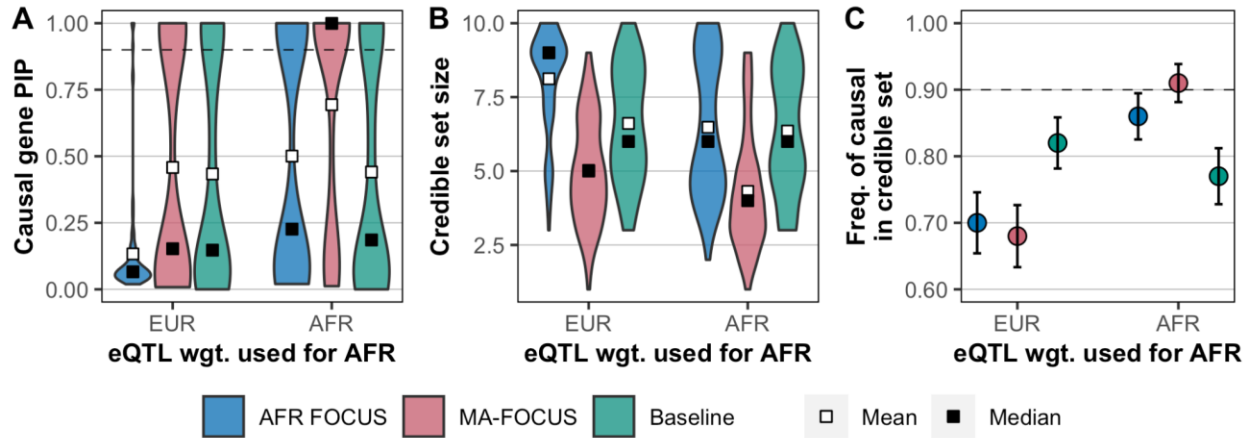 A
Causal gene PIP
1.00
0.75
0.50
0.25
0.00
EUR
AFR
eQTL wgt. used for AFR
B
Credible set size
10.0
7.5
5.0
2.5
EUR
AFR
eQTL wgt. used for AFR
C
Freq. of causal
in credible set
1.00
0.90
0.80
0.70
0.60
EUR
AFR
eQTL wgt. used for AFR
AFR FOCUS
MA-FOCUS
Baseline
Mean
Median